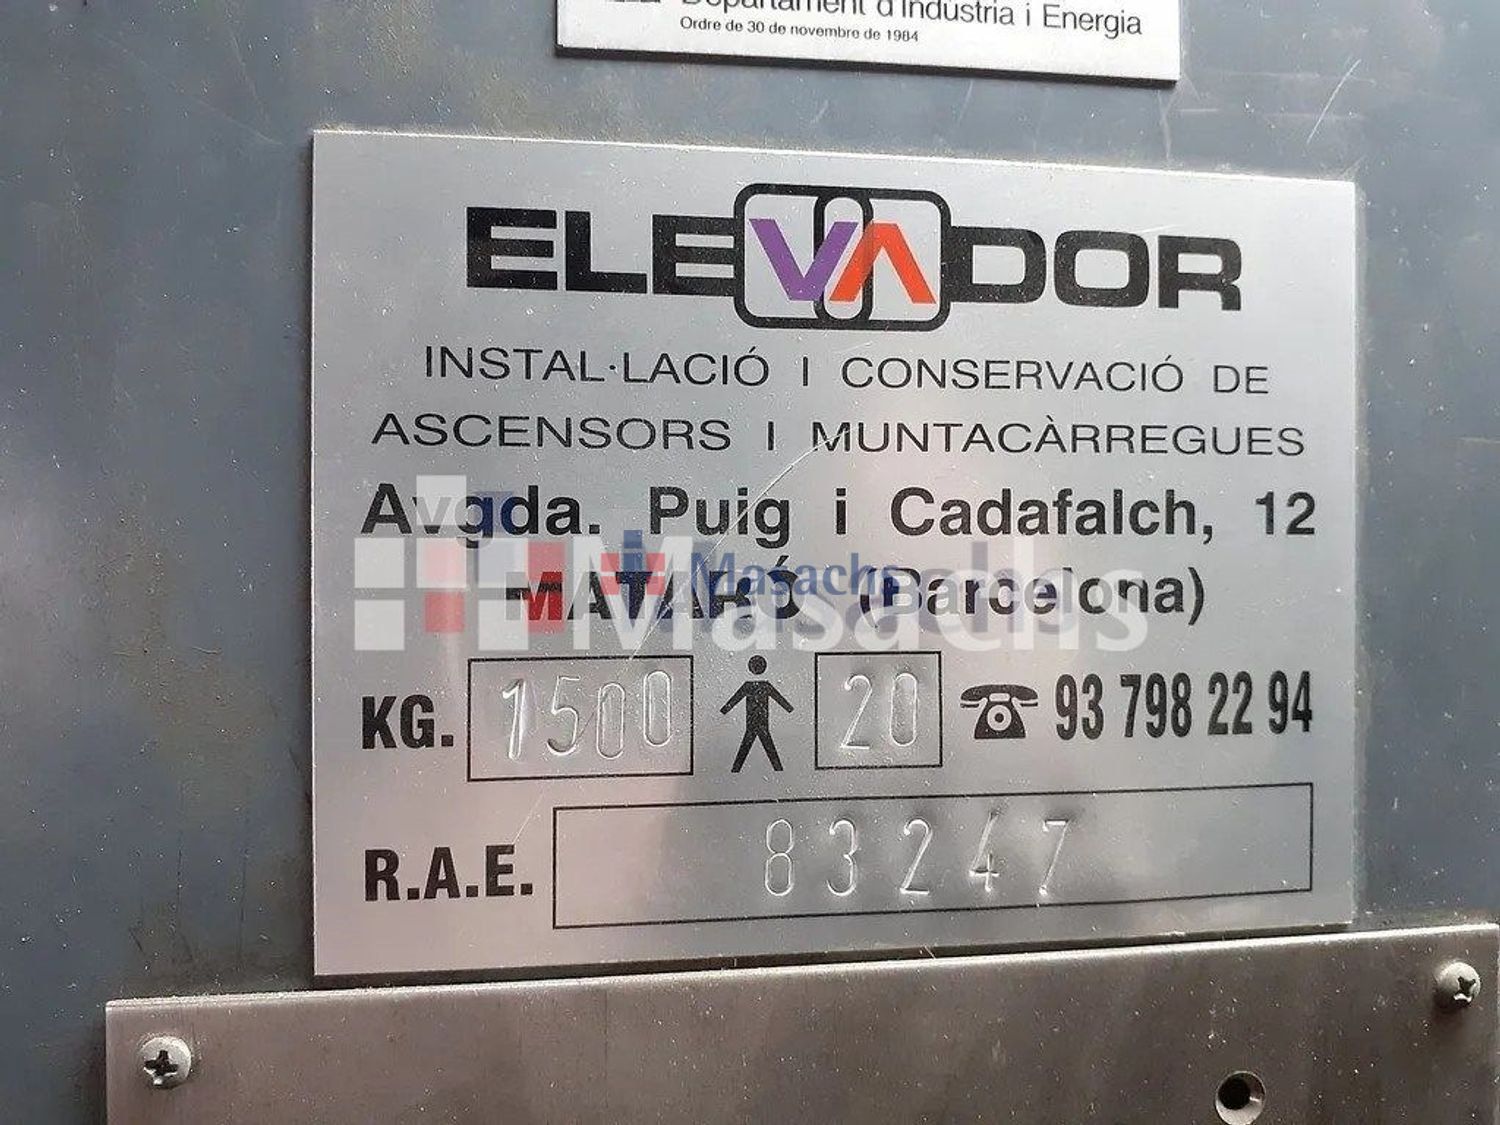 Departament d'Indústria i Energia
Ordre de 30 de novembre de 1984
ELEVADOR
INSTAL·LACIÓ I CONSERVACIÓ DE
ASCENSORS I MUNTACÀRREGUES
Avgda. Puig i Cadafalch, 12
MATARÓ (Barcelona)
Masachs
Masachs
KG. 1500 20 93 798 22 94
R.A.E. 83247